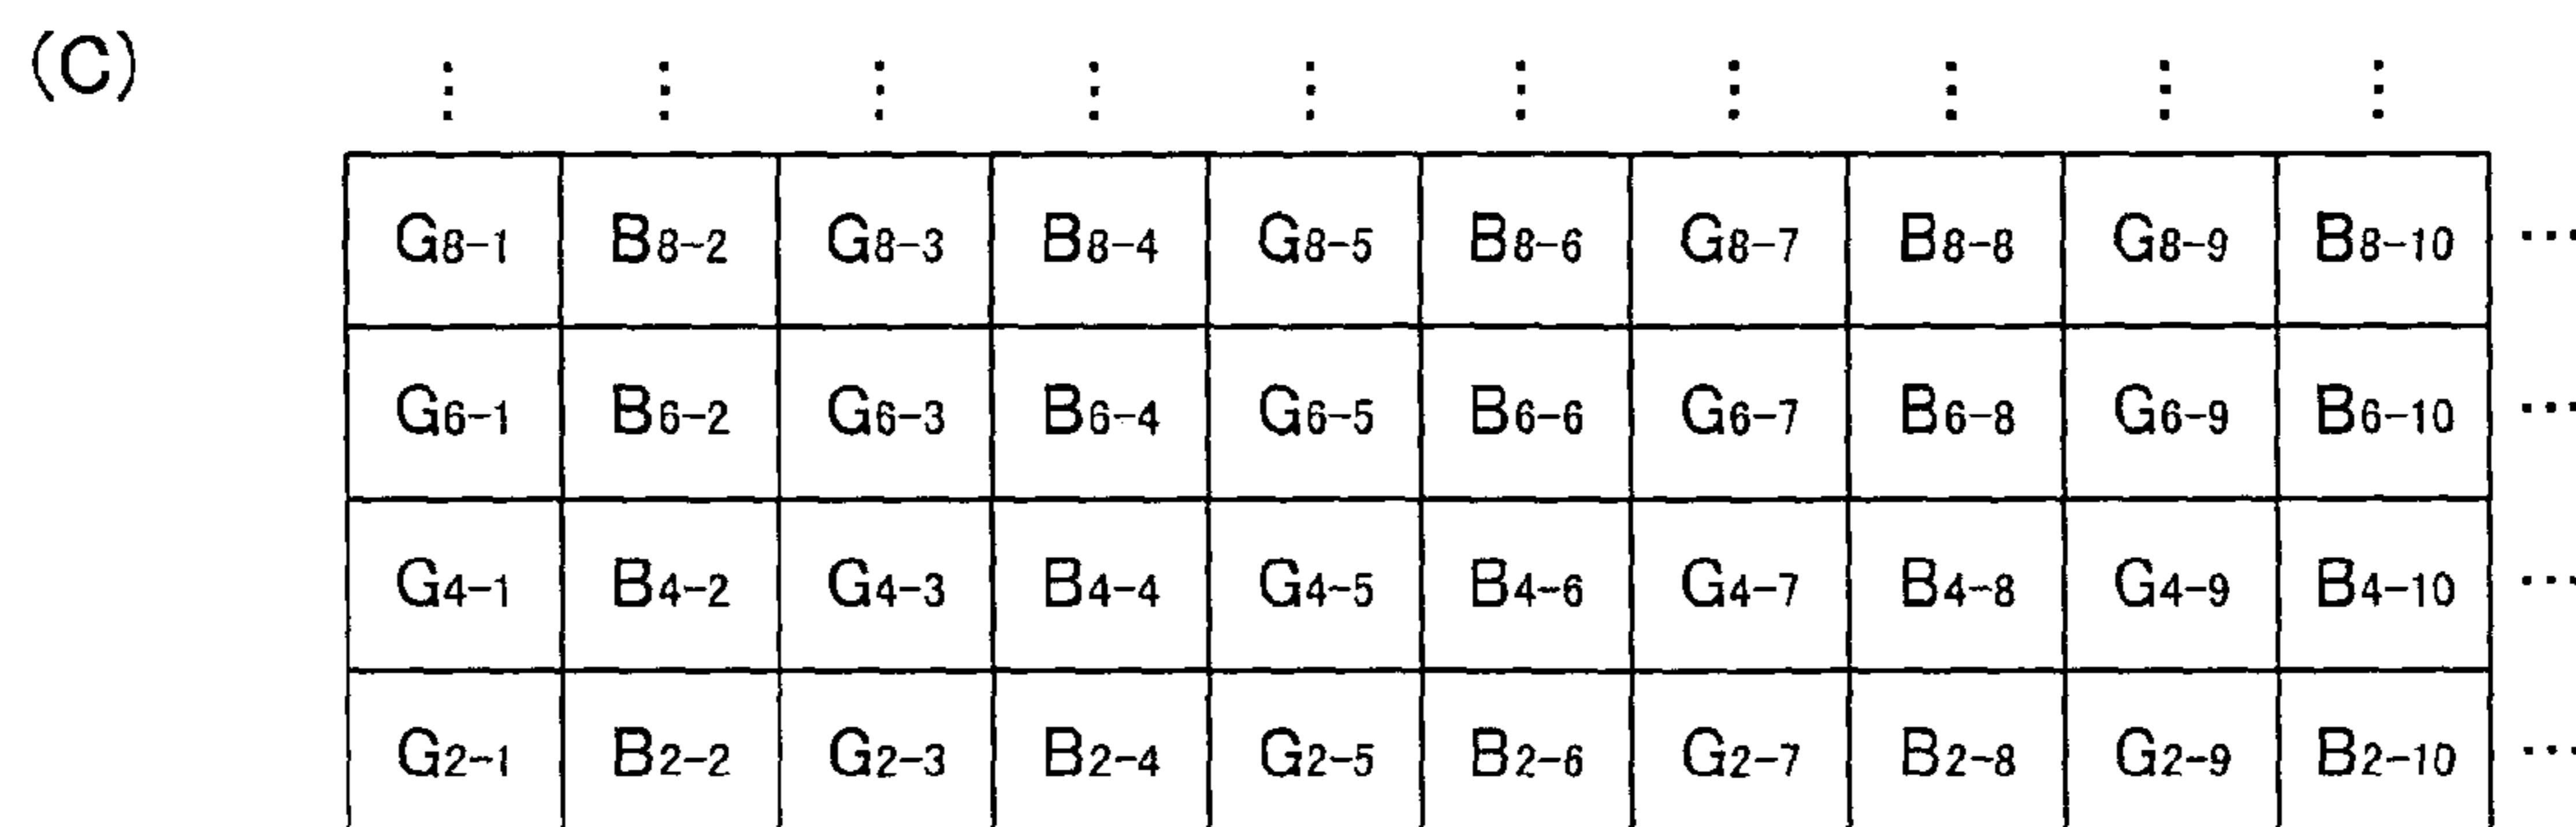 (C)
⋮ ⋮ ⋮ ⋮ ⋮ ⋮ ⋮ ⋮ ⋮ ⋮
G8-1 B8-2 G8-3 B8-4 G8-5 B8-6 G8-7 B8-8 G8-9 B8-10 ...
G6-1 B6-2 G6-3 B6-4 G6-5 B6-6 G6-7 B6-8 G6-9 B6-10 ...
G4-1 B4-2 G4-3 B4-4 G4-5 B4-6 G4-7 B4-8 G4-9 B4-10 ...
G2-1 B2-2 G2-3 B2-4 G2-5 B2-6 G2-7 B2-8 G2-9 B2-10 ...